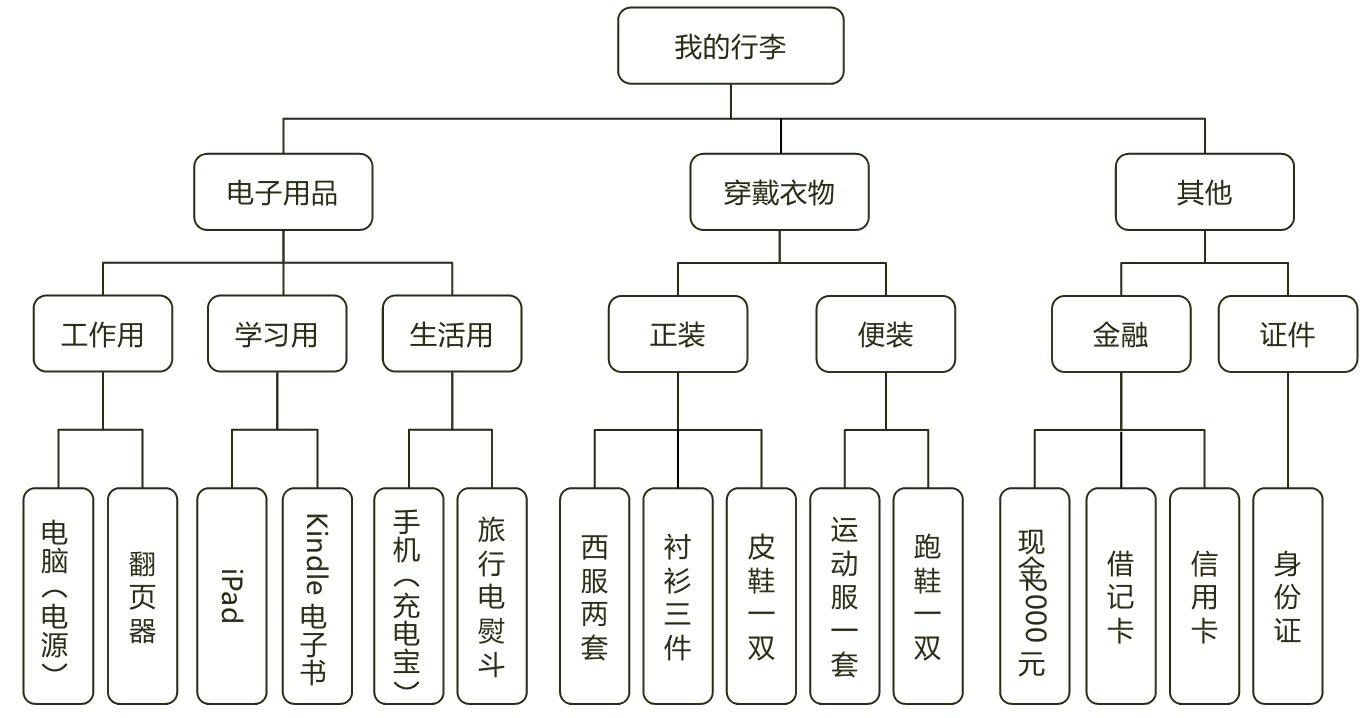 我的行李
电子用品
穿戴衣物
其他
工作用
学习用
生活用
正装
便装
金融
证件
电脑（电源）
翻页器
iPad
Kindle 电子书
手机（充电宝）
旅行电熨斗
西服两套
衬衫三件
皮鞋一双
运动服一套
跑鞋一双
现金2000 元
借记卡
信用卡
身份证